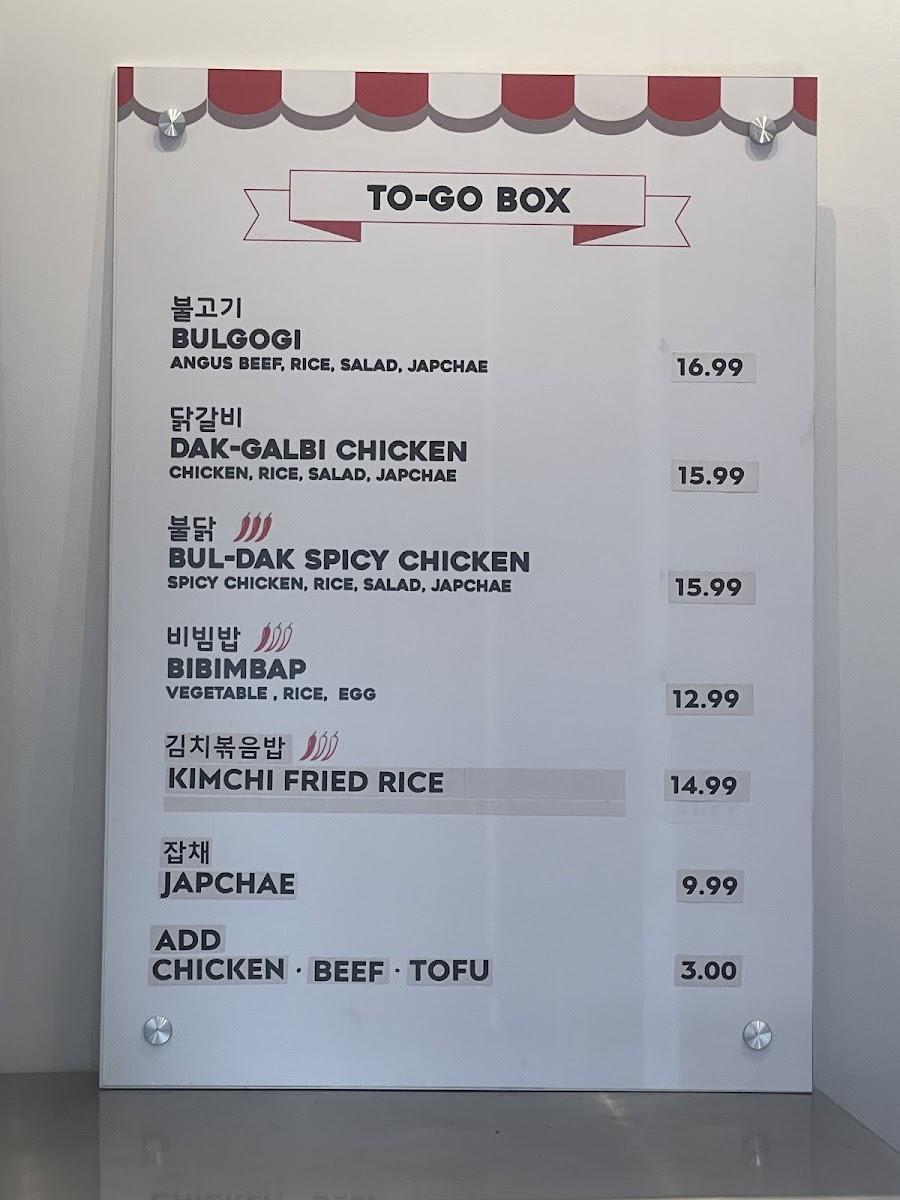 TO-GO BOX
불고기
BULGOGI
ANGUS BEEF, RICE, SALAD, JAPCHAE
16.99
닭갈비
DAK-GALBI CHICKEN
CHICKEN, RICE, SALAD, JAPCHAE
15.99
불닭
BUL-DAK SPICY CHICKEN
SPICY CHICKEN, RICE, SALAD, JAPCHAE
15.99
비빔밥
BIBIMBAP
VEGETABLE , RICE, EGG
12.99
김치볶음밥
KIMCHI FRIED RICE
14.99
잡채
JAPCHAE
9.99
ADD
CHICKEN · BEEF · TOFU
3.00